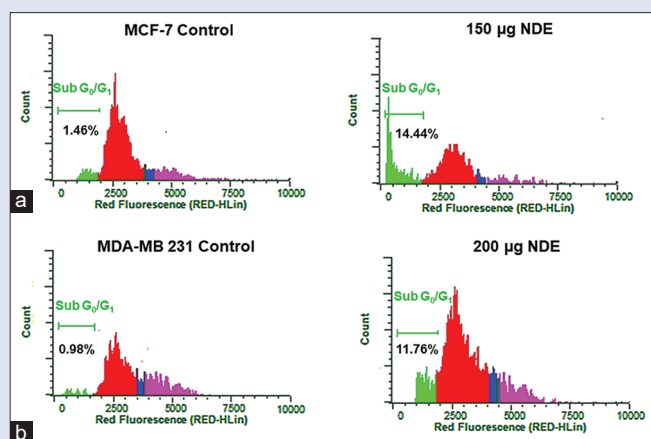 MCF-7 Control
150 µg NDE
Count
Sub G₀/G₁
1.46%
0 2500 5000 7500 10000
Red Fluorescence (RED-HLin)
Count
Sub G₀/G₁
14.44%
0 2500 5000 7500 10000
Red Fluorescence (RED-HLin)
a
MDA-MB 231 Control
200 µg NDE
Count
Sub G₀/G₁
0.98%
0 2500 5000 7500 10000
Red Fluorescence (RED-HLin)
Count
Sub G₀/G₁
11.76%
0 2500 5000 7500 10000
Red Fluorescence (RED-HLin)
b